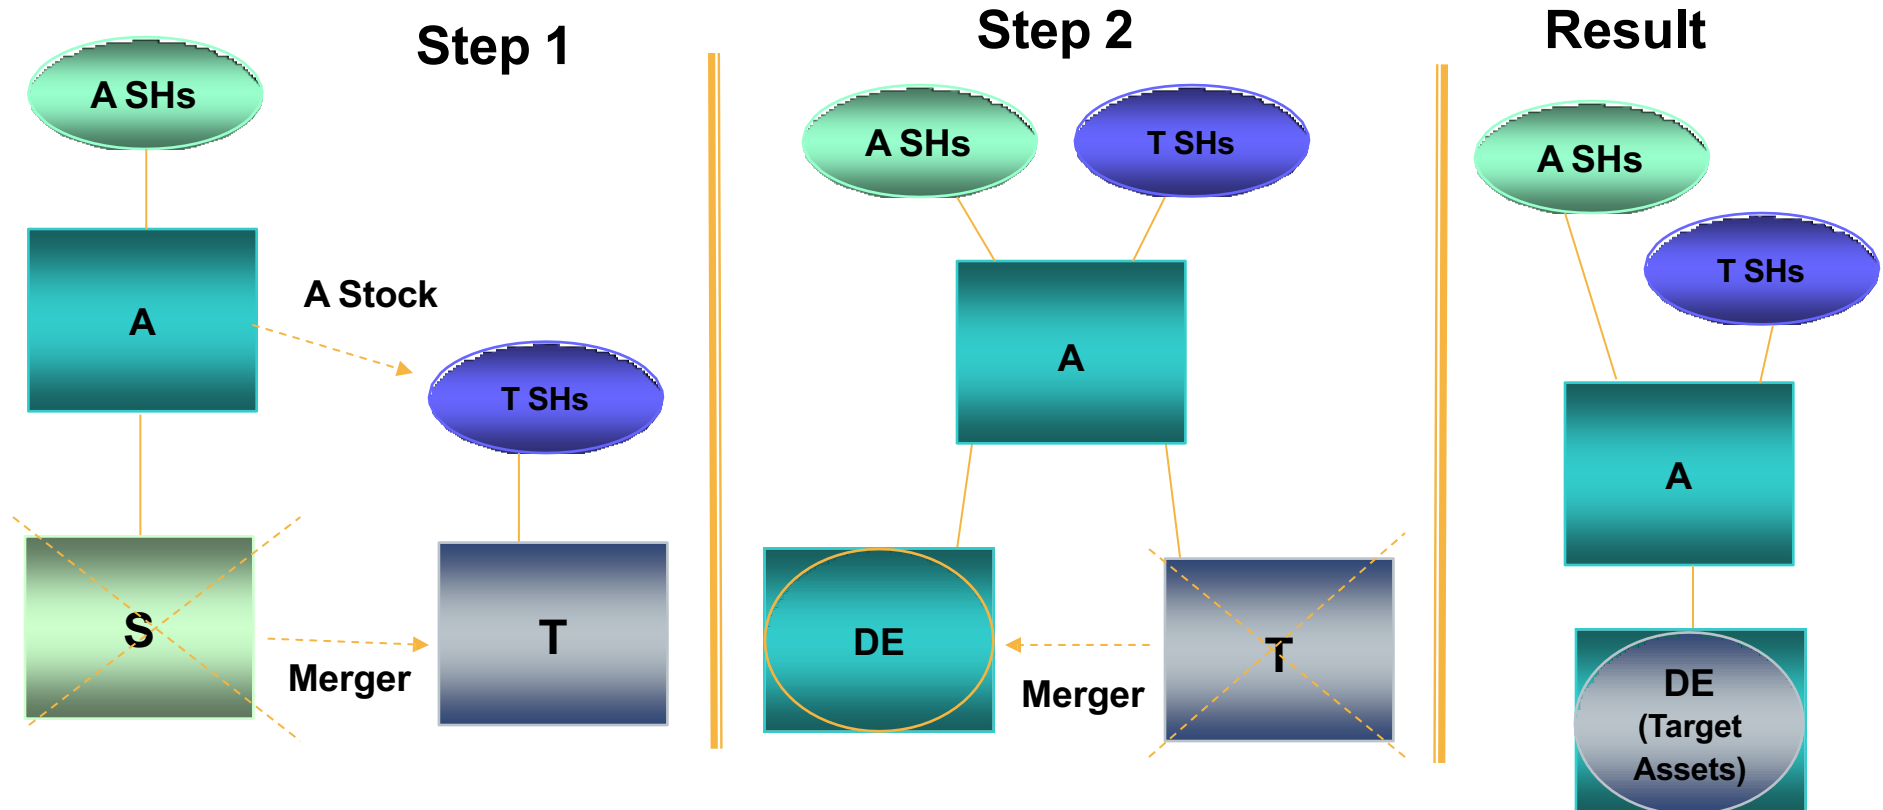 Step 1
A SHs
A
A Stock
T SHs
S
Merger
T
Step 2
A SHs
T SHs
A
DE
Merger
T
Result
A SHs
T SHs
A
DE
(Target
Assets)